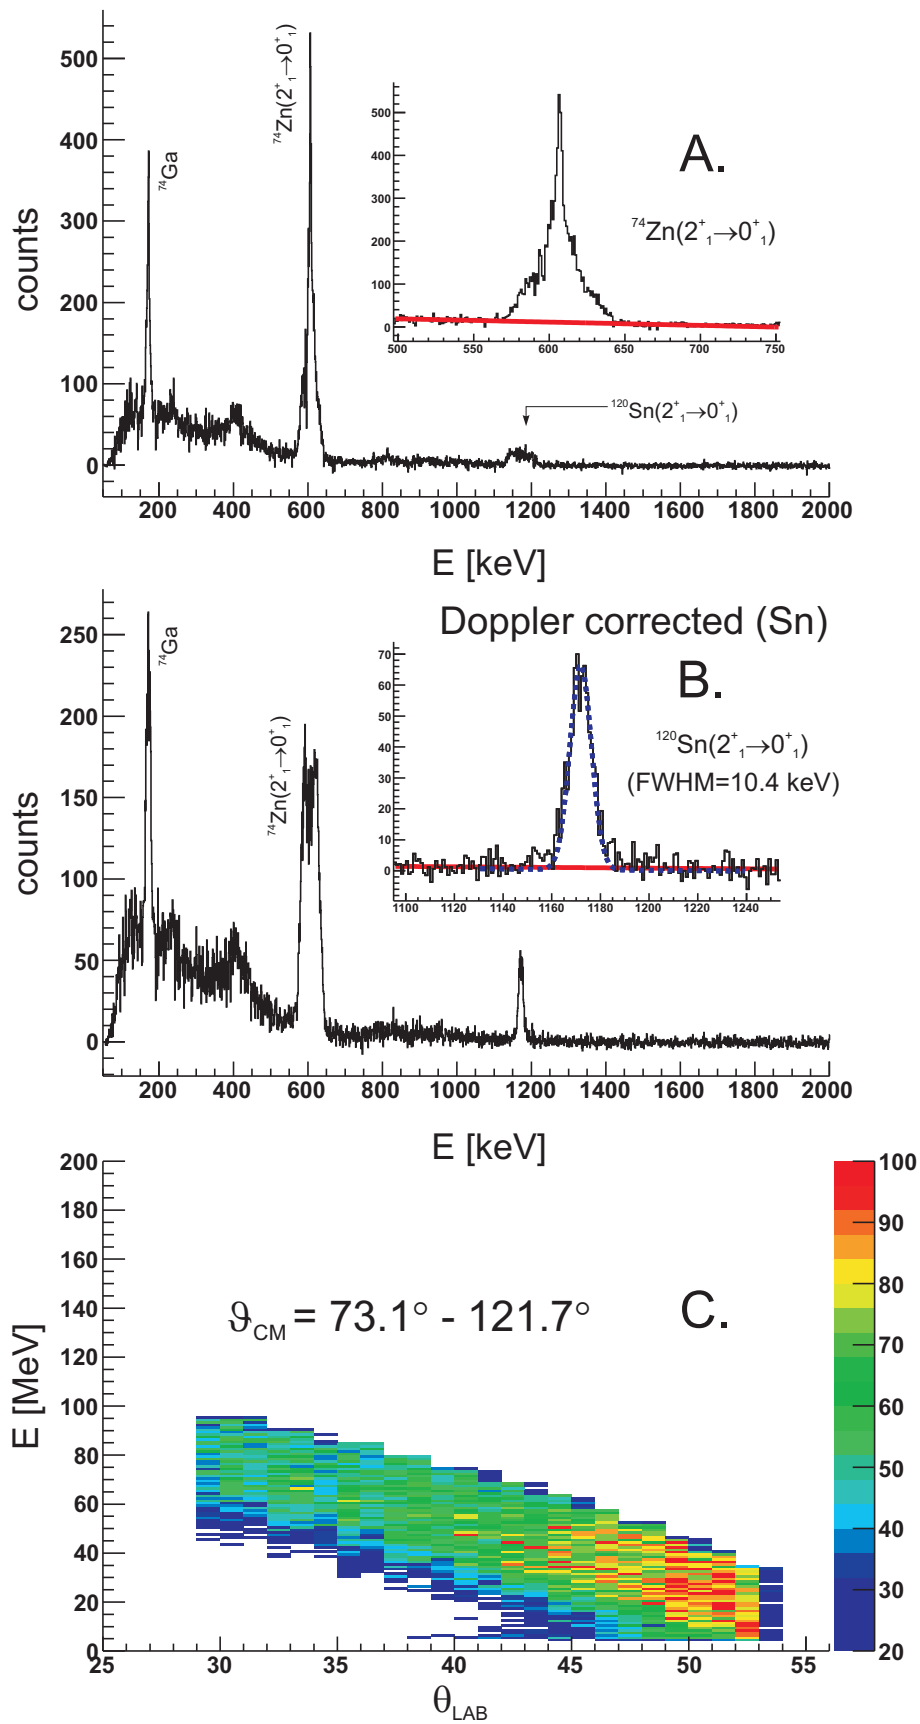 500
400
300
200
100
0
counts
200 400 600 800 1000 1200 1400 1600 1800 2000
E [keV]
⁷⁴Ga
⁷⁴Zn(2⁺₁→0⁺₁)
500
400
300
200
100
0
500 550 600 650 700 750
A.
⁷⁴Zn(2⁺₁→0⁺₁)
¹²⁰Sn(2⁺₁→0⁺₁)
Doppler corrected (Sn)
250
200
150
100
50
0
counts
200 400 600 800 1000 1200 1400 1600 1800 2000
E [keV]
⁷⁴Ga
⁷⁴Zn(2⁺₁→0⁺₁)
70
60
50
40
30
20
10
0
1100 1120 1140 1160 1180 1200 1220 1240
B.
¹²⁰Sn(2⁺₁→0⁺₁)
(FWHM=10.4 keV)
200
180
160
140
120
100
80
60
40
20
0
E [MeV]
25 30 35 40 45 50 55
θLAB
ϑCM = 73.1° - 121.7°
C.
100
90
80
70
60
50
40
30
20